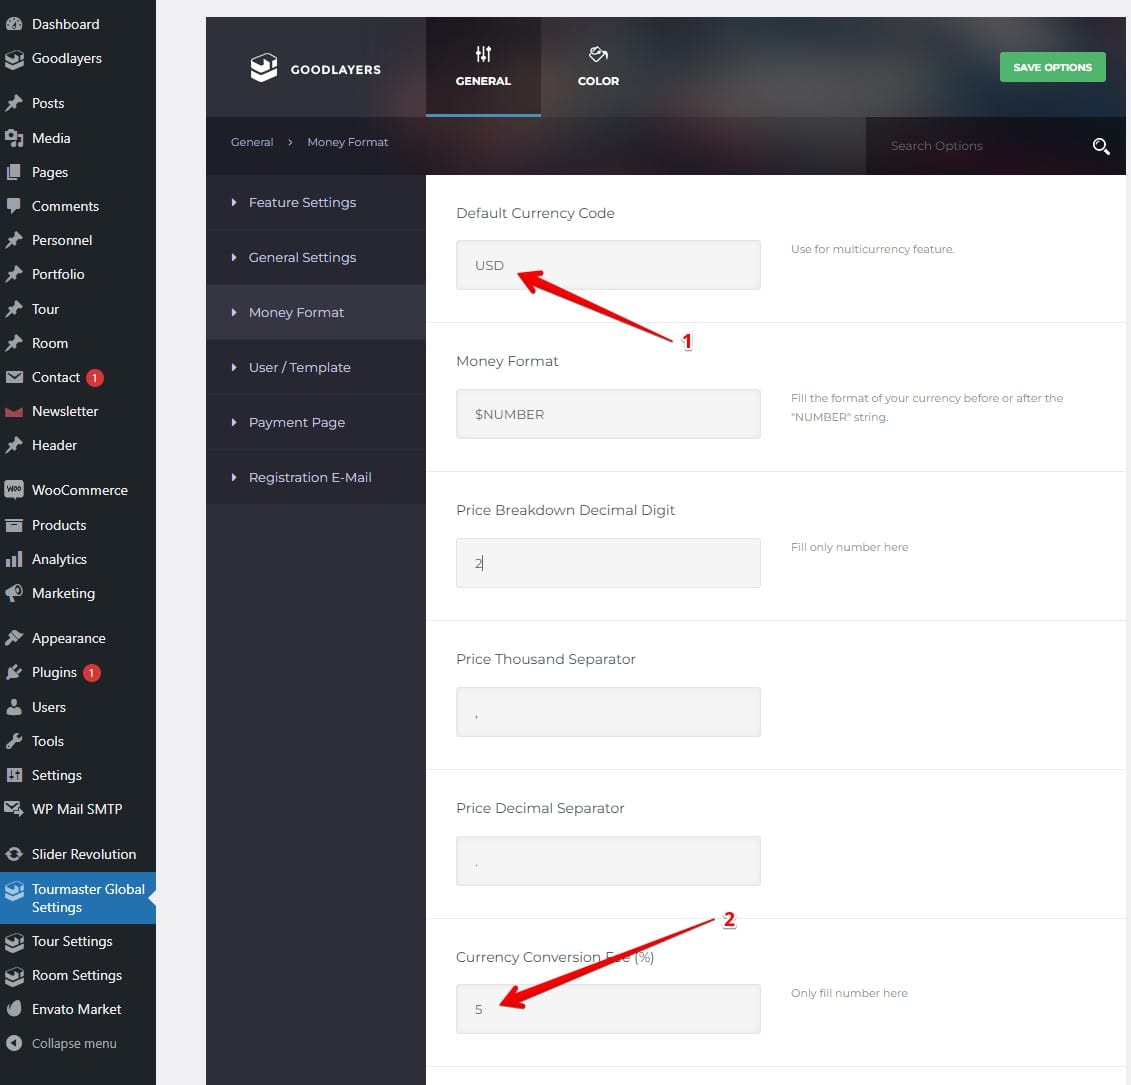 Dashboard
Goodlayers
Posts
Media
Pages
Comments
Personnel
Portfolio
Tour
Room
Contact 1
Newsletter
Header
WOO WooCommerce
Products
Analytics
Marketing
Appearance
Plugins 1
Users
Tools
Settings
WP Mail SMTP
Slider Revolution
Tourmaster Global
Settings
Tour Settings
Room Settings
Envato Market
Collapse menu
GOODLAYERS
GENERAL
COLOR
SAVE OPTIONS
General > Money Format
Search Options
Feature Settings
General Settings
Money Format
User / Template
Payment Page
Registration E-Mail
Default Currency Code
USD
Use for multicurrency feature.
1
Money Format
$NUMBER
Fill the format of your currency before or after the
"NUMBER" string.
Price Breakdown Decimal Digit
2
Fill only number here
Price Thousand Separator
,
Price Decimal Separator
.
2
Currency Conversion Fee (%)
5
Only fill number here